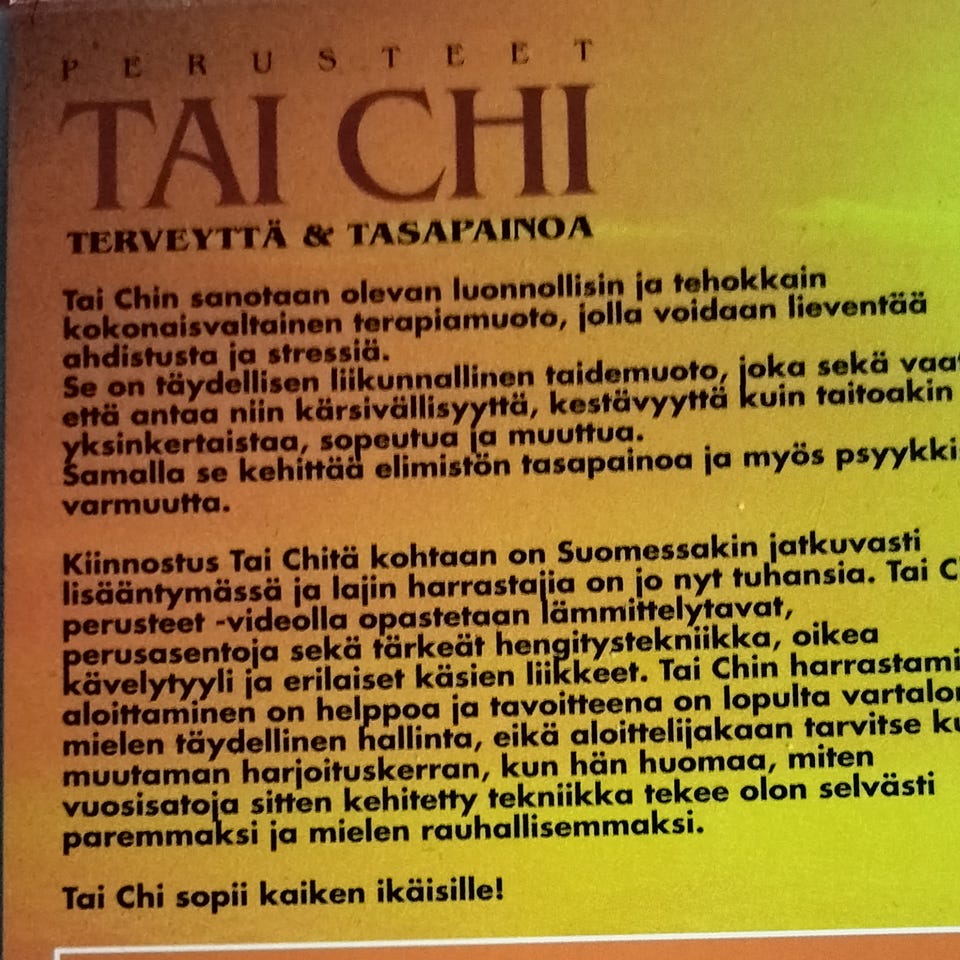 PERUSTEET
TAI CHI
TERVEYTTÄ & TASAPAINOA
Tai Chin sanotaan olevan luonnollisin ja tehokkain
kokonaisvaltainen terapiamuoto, jolla voidaan lieventää
ahdistusta ja stressiä.
Se on täydellisen liikunnallinen taidemuoto, joka sekä
että antaa niin kärsivällisyyttä, kestävyyttä kuin taitoakin
yksinkertaistaa, sopeutua ja muuttua.
Samalla se kehittää elimistön tasapainoa ja myös
varmuutta.
Kiinnostus Tai Chitä kohtaan on Suomessakin jatkuvasti
lisääntymässä ja lajin harrastajia on jo nyt tuhansia. Tai
perusteet -videolla opastetaan lämmittelytavat,
perusasentoja sekä tärkeät hengitystekniikka, oikea
kävelytyyli ja erilaiset käsien liikkeet. Tai Chin
aloittaminen on helppoa ja tavoitteena on lopulta
mielen täydellinen hallinta, eikä aloittelijakaan tarvitse
muutaman harjoituskerran, kun hän huomaa, miten
vuosisatoja sitten kehitetty tekniikka tekee olon selvästi
paremmaksi ja mielen rauhallisemmaksi.
Tai Chi sopii kaiken ikäisille!